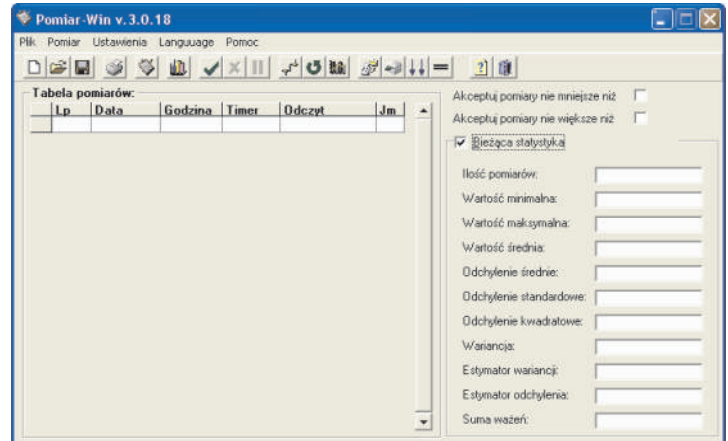 Pomiar-Win v.3.0.18
Plik Pomiar Ustawienia Languuage Pomoc
Tabela pomiarów:
Lp Data Godzina Timer Odczyt Jm
Akceptuj pomiary nie mniejsze niż
Akceptuj pomiary nie większe niż
Bieżąca statystyka
Ilość pomiarów:
Wartość minimalna:
Wartość maksymalna:
Wartość średnia:
Odchylenie średnie:
Odchylenie standardowe:
Odchylenie kwadratowe:
Wariancja:
Estymator wariancji:
Estymator odchylenia:
Suma ważeń: